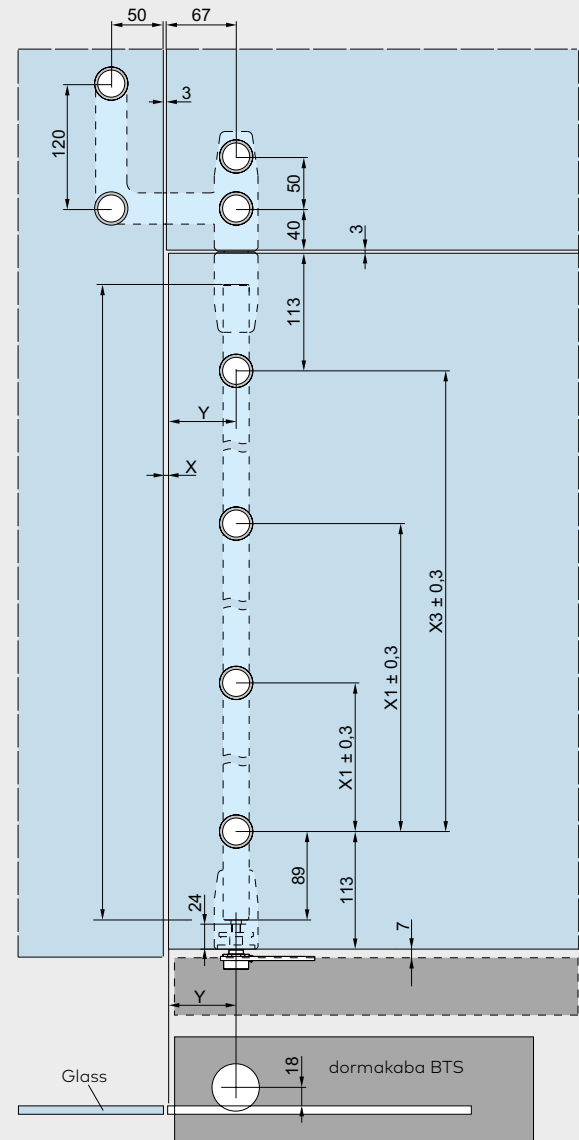 50
67
3
120
50
40
3
113
Y
X
X3 ± 0,3
X1 ± 0,3
X1 ± 0,3
89
113
24
7
Y
18
dormakaba BTS
Glass